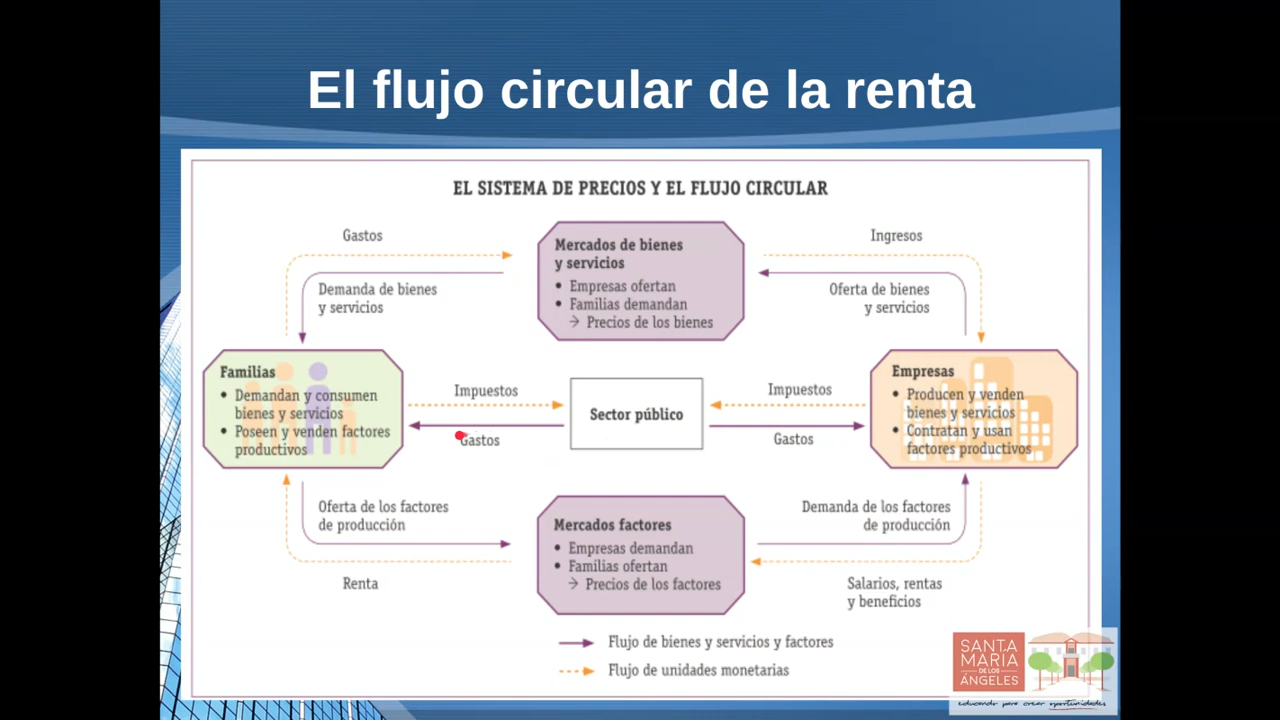 El flujo circular de la renta
EL SISTEMA DE PRECIOS Y EL FLUJO CIRCULAR
Gastos
Demanda de bienes
y servicios
Mercados de bienes
y servicios
• Empresas ofertan
• Familias demandan
→ Precios de los bienes
Ingresos
Oferta de bienes
y servicios
Familias
• Demandan y consumen
bienes y servicios
• Poseen y venden factores
productivos
Impuestos
Gastos
Sector público
Impuestos
Gastos
Empresas
• Producen y venden
bienes y servicios
• Contratan y usan
factores productivos
Oferta de los factores
de producción
Renta
Mercados factores
• Empresas demandan
• Familias ofertan
→ Precios de los factores
Demanda de los factores
de producción
Salarios, rentas
y beneficios
Flujo de bienes y servicios y factores
Flujo de unidades monetarias
SANTA
MARIA
DE LOS
ÁNGELES
educando para crear oportunidades